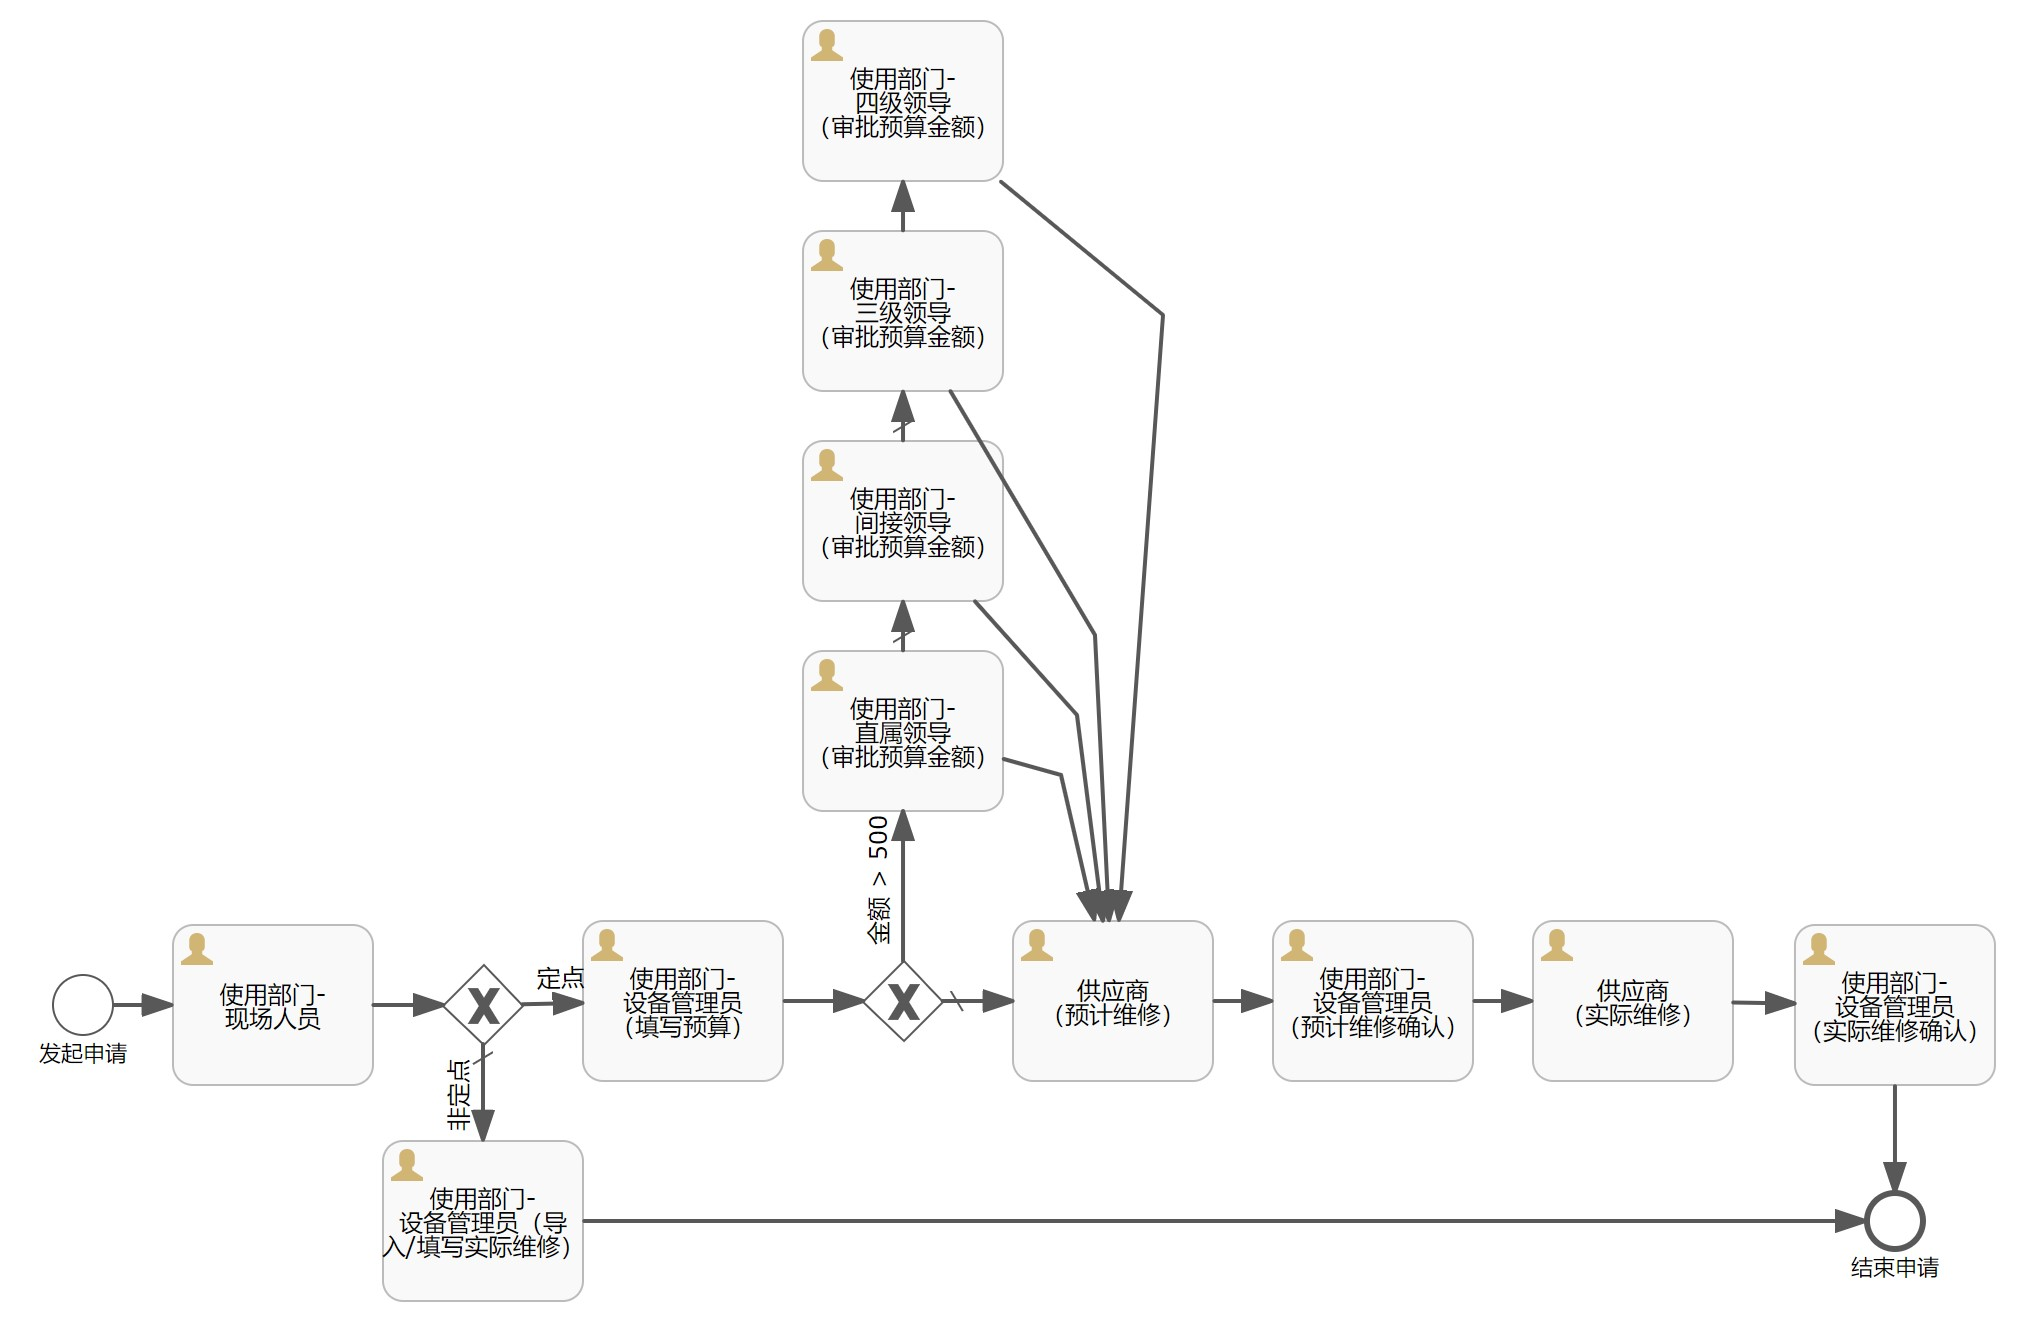 使用部门-
四级领导
（审批预算金额）
使用部门-
三级领导
（审批预算金额）
使用部门-
间接领导
（审批预算金额）
使用部门-
直属领导
（审批预算金额）
金额 > 500
发起申请
使用部门-
现场人员
定点
非定点
使用部门-
设备管理员
（填写预算）
供应商
（预计维修）
使用部门-
设备管理员
（预计维修确认）
供应商
（实际维修）
使用部门-
设备管理员
（实际维修确认）
使用部门-
设备管理员（导
入/填写实际维修）
结束申请